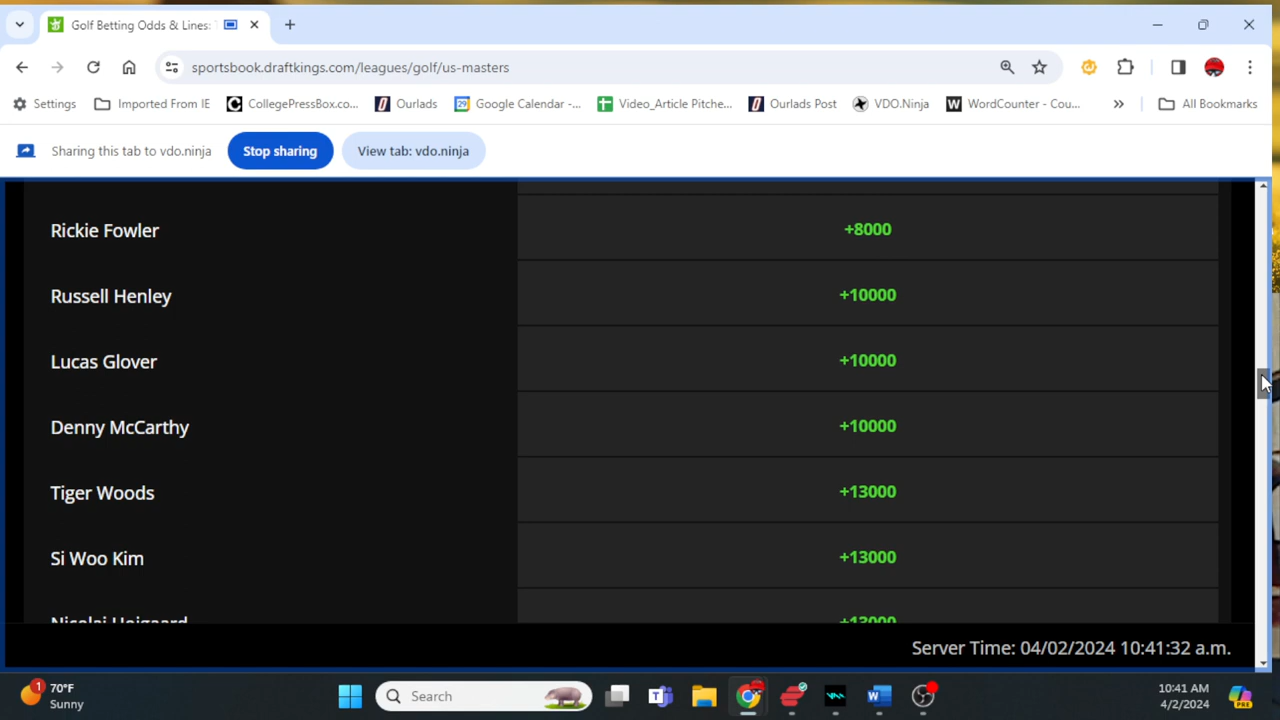 Golf Betting Odds & Lines:
sportsbook.draftkings.com/leagues/golf/us-masters
Settings
Imported From IE
CollegePressBox.co...
Ourlads
Google Calendar -...
Video_Article Pitche...
Ourlads Post
VDO.Ninja
WordCounter - Cou...
All Bookmarks
Sharing this tab to vdo.ninja
Stop sharing
View tab: vdo.ninja
Rickie Fowler +8000
Russell Henley +10000
Lucas Glover +10000
Denny McCarthy +10000
Tiger Woods +13000
Si Woo Kim +13000
Nicolai Hojgaard +13000
Server Time: 04/02/2024 10:41:32 a.m.
1
70°F
Sunny
Search
10:41 AM
4/2/2024